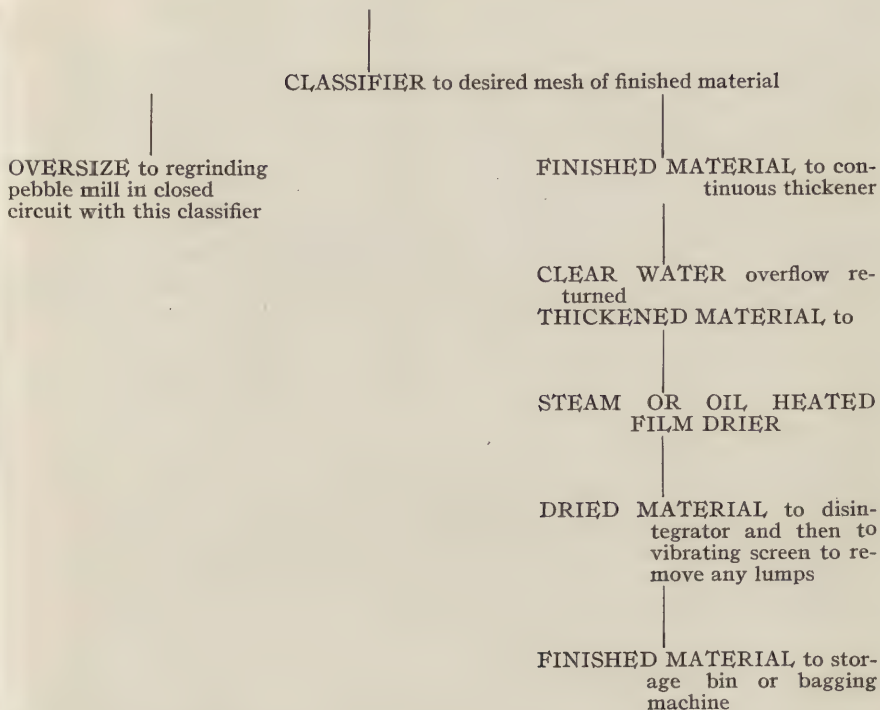 CLASSIFIER to desired mesh of finished material
OVERSIZE to regrinding
pebble mill in closed
circuit with this classifier
FINISHED MATERIAL to con-
tinuous thickener
CLEAR WATER overflow re-
turned
THICKENED MATERIAL to
STEAM OR OIL HEATED
FILM DRIER
DRIED MATERIAL to disin-
tegrator and then to
vibrating screen to re-
move any lumps
FINISHED MATERIAL to stor-
age bin or bagging
machine